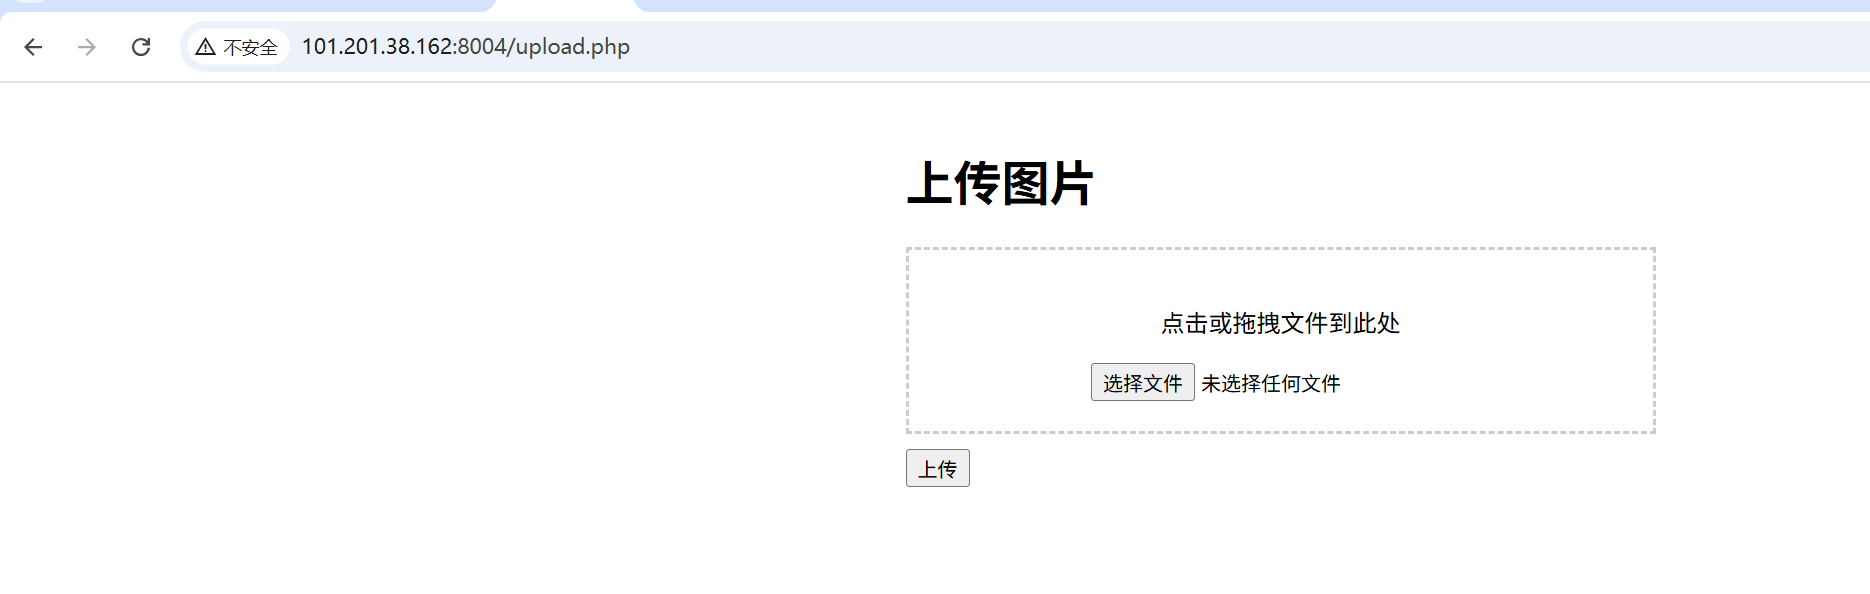 不安全 101.201.38.162:8004/upload.php
上传图片
点击或拖拽文件到此处
选择文件 未选择任何文件
上传